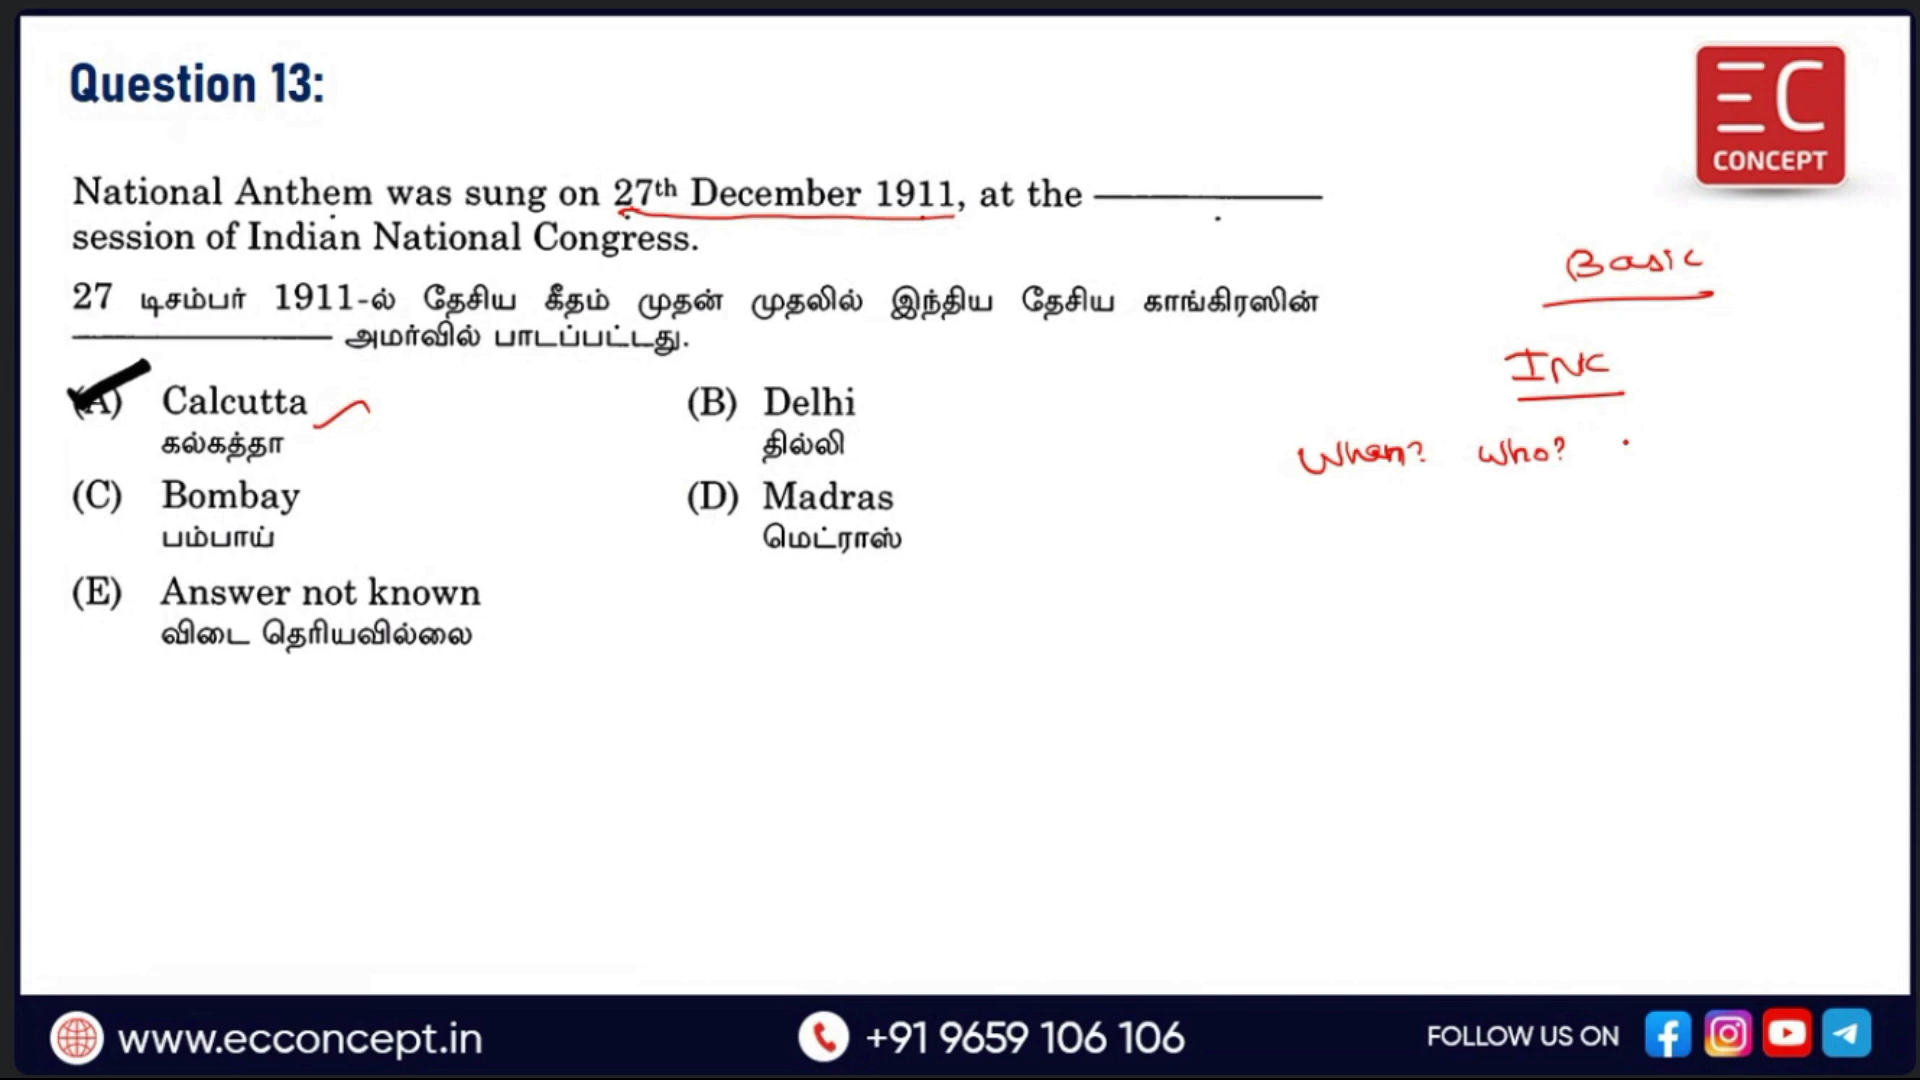 Question 13:
EC
CONCEPT
National Anthem was sung on 27th December 1911, at the
session of Indian National Congress.
27 டிசம்பர் 1911-ல் தேசிய கீதம் முதன் முதலில் இந்திய தேசிய காங்கிரஸின்
அமர்வில் பாடப்பட்டது.
Basic
INC
When? Who?
(A) Calcutta
கல்கத்தா
(B) Delhi
தில்லி
(C) Bombay
பம்பாய்
(D) Madras
மெட்ராஸ்
(E) Answer not known
விடை தெரியவில்லை
www.ecconcept.in
+91 9659 106 106
FOLLOW US ON